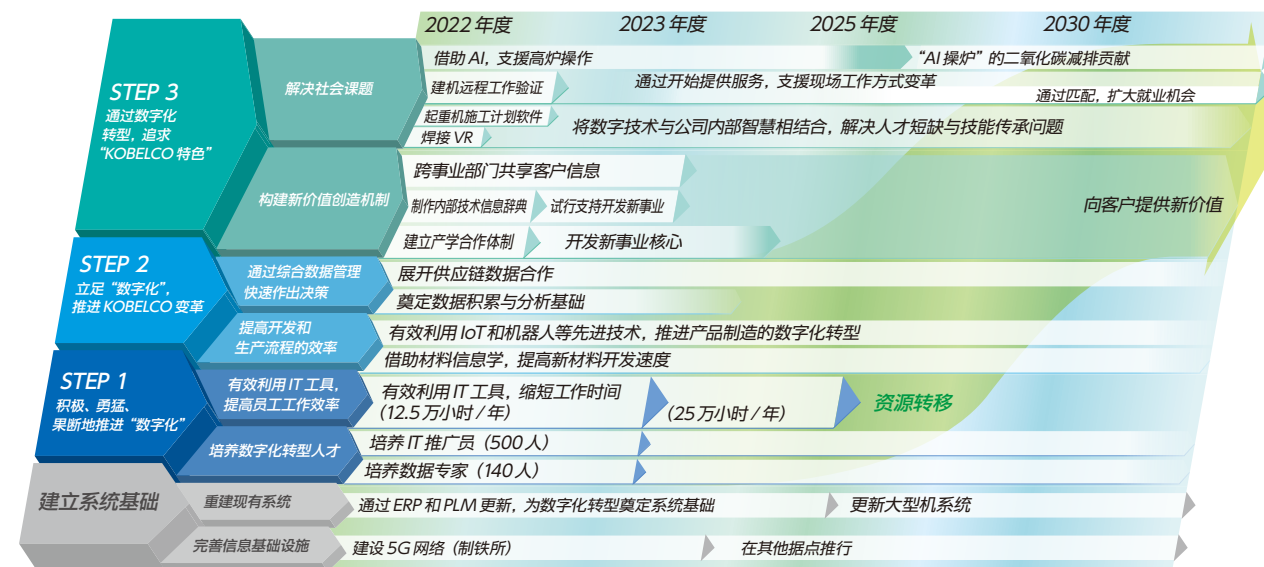 2022 年度
2023 年度
2025 年度
2030 年度
STEP 3
通过数字化
转型，追求
“KOBELCO 特色”
解决社会课题
借助 AI，支援高炉操作
“AI 操炉”的二氧化碳减排贡献
建机远程工作验证
通过开始提供服务，支援现场工作方式变革
通过匹配，扩大就业机会
起重机施工计划软件
焊接 VR
将数字技术与公司内部智慧相结合，解决人才短缺与技能传承问题
构建新价值创造机制
跨事业部门共享客户信息
制作内部技术信息辞典
试行支持开发新事业
建立产学合作体制
开发新事业核心
向客户提供新价值
STEP 2
立足“数字化”，
推进 KOBELCO 变革
通过综合数据管理
快速作出决策
展开供应链数据合作
奠定数据积累与分析基础
提高开发和
生产流程的效率
有效利用 IoT 和机器人等先进技术，推进产品制造的数字化转型
借助材料信息学，提高新材料开发速度
STEP 1
积极、勇猛、
果断地推进“数字化”
有效利用 IT 工具，
提高员工工作效率
有效利用 IT 工具，缩短工作时间
（12.5 万小时 / 年）
（25 万小时 / 年）
资源转移
培养数字化转型人才
培养 IT 推广员（500 人）
培养数据专家（140 人）
建立系统基础
重建现有系统
通过 ERP 和 PLM 更新，为数字化转型奠定系统基础
更新大型机系统
完善信息基础设施
建设 5G 网络（制铁所）
在其他据点推行